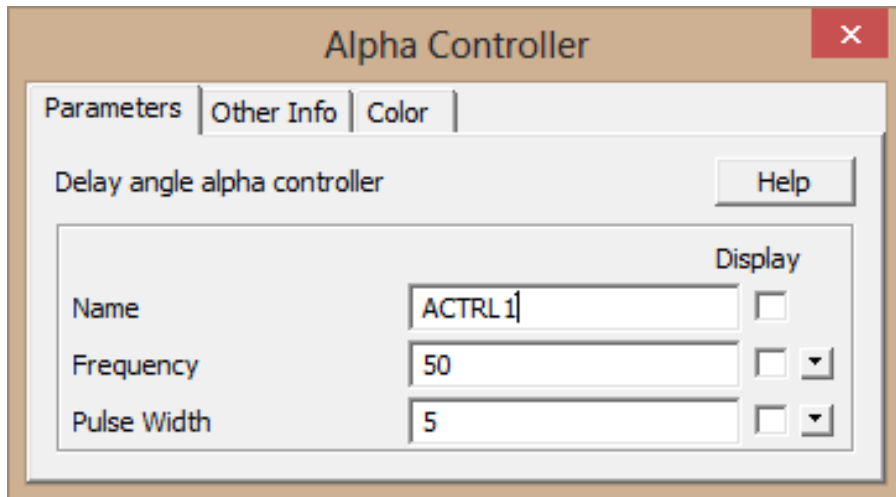 Alpha Controller
Parameters Other Info Color
Delay angle alpha controller Help
Display
Name ACTRL1
Frequency 50
Pulse Width 5